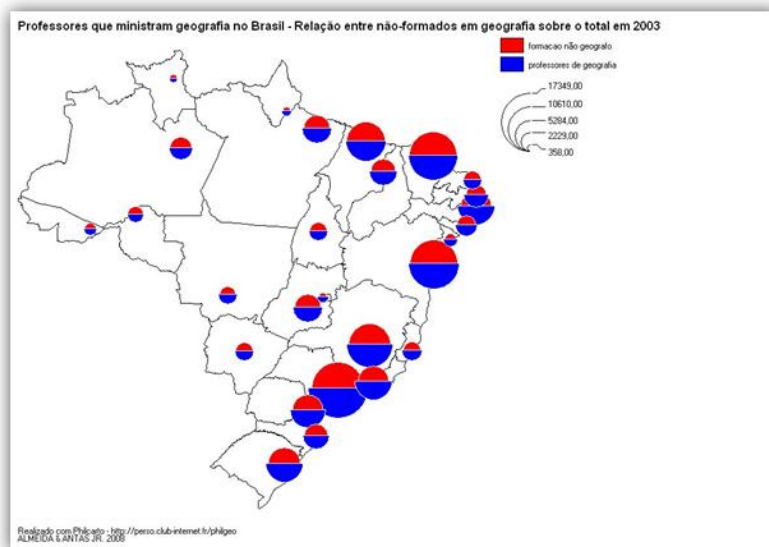 Professores que ministram geografia no Brasil - Relação entre não-formados em geografia sobre o total em 2003
formacao não geografo
professores de geografia
17349,00
10610,00
5284,00
2229,00
358,00
Realizado com Philcarto - http://perso.club-internet.fr/philgeo
ALMEIDA & ANTAS JR. 2008